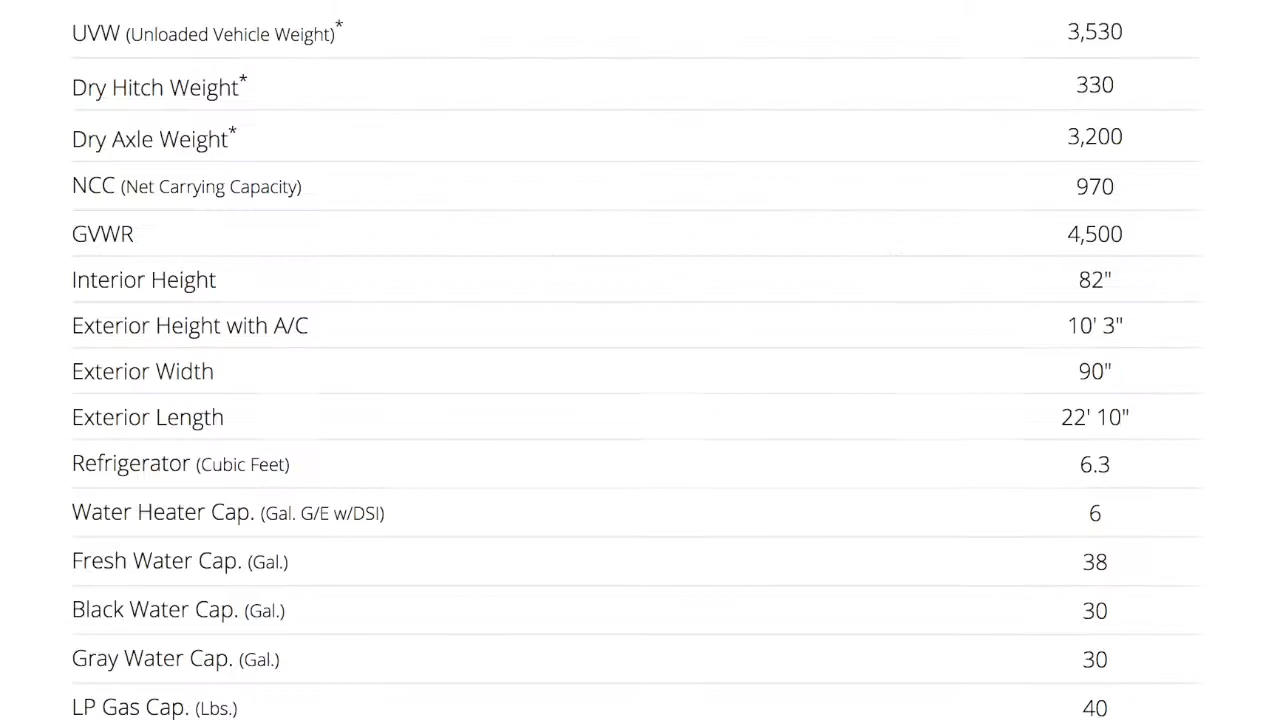 UVW (Unloaded Vehicle Weight)* 3,530
Dry Hitch Weight* 330
Dry Axle Weight* 3,200
NCC (Net Carrying Capacity) 970
GVWR 4,500
Interior Height 82"
Exterior Height with A/C 10' 3"
Exterior Width 90"
Exterior Length 22' 10"
Refrigerator (Cubic Feet) 6.3
Water Heater Cap. (Gal. G/E w/DSI) 6
Fresh Water Cap. (Gal.) 38
Black Water Cap. (Gal.) 30
Gray Water Cap. (Gal.) 30
LP Gas Cap. (Lbs.) 40